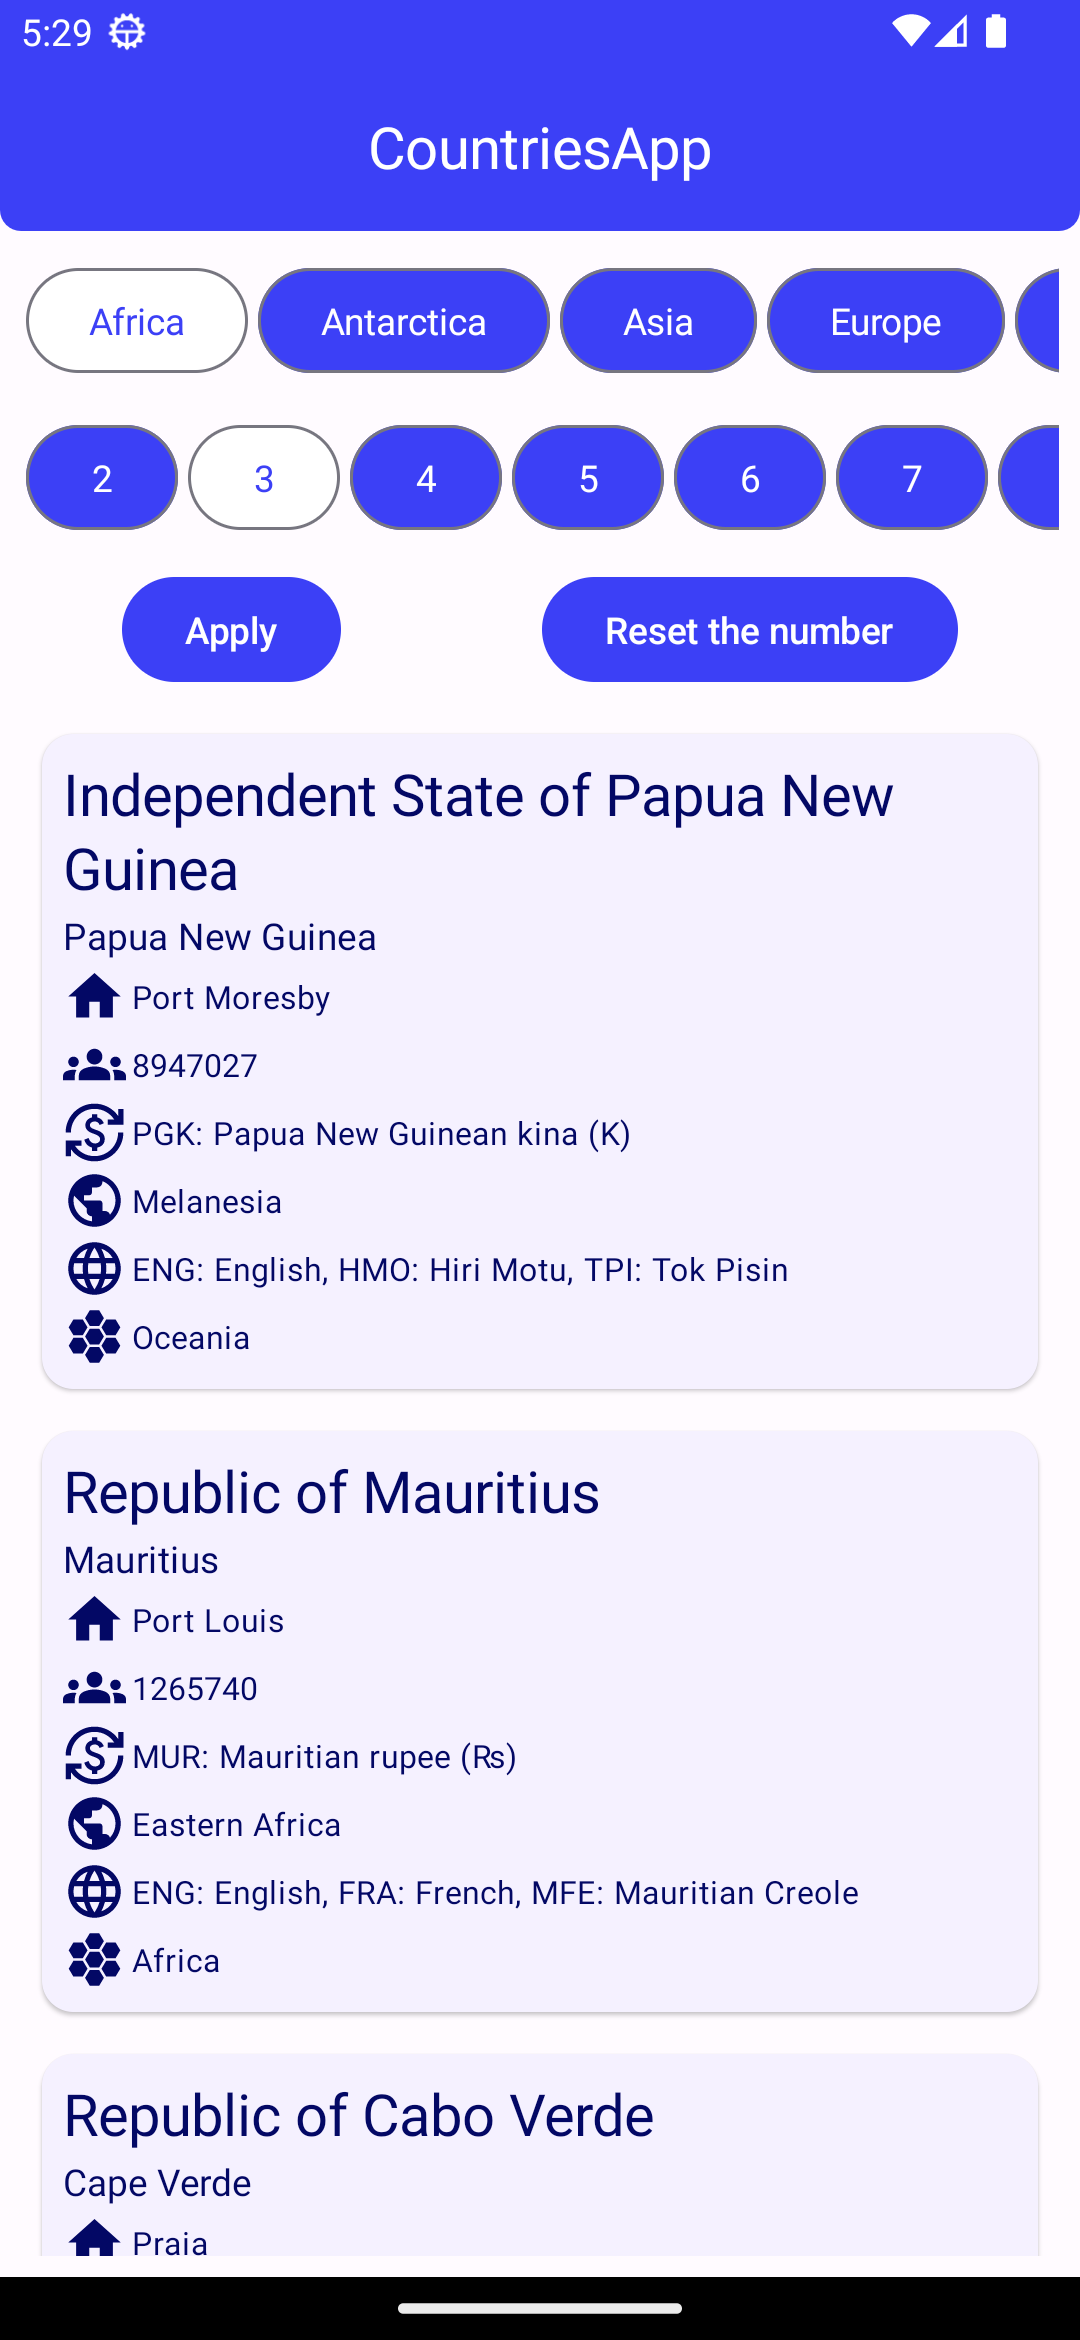 5:29
CountriesApp
Africa Antarctica Asia Europe
2 3 4 5 6 7
Apply Reset the number
Independent State of Papua New
Guinea
Papua New Guinea
Port Moresby
8947027
PGK: Papua New Guinean kina (K)
Melanesia
ENG: English, HMO: Hiri Motu, TPI: Tok Pisin
Oceania
Republic of Mauritius
Mauritius
Port Louis
1265740
MUR: Mauritian rupee (₨)
Eastern Africa
ENG: English, FRA: French, MFE: Mauritian Creole
Africa
Republic of Cabo Verde
Cape Verde
Praia